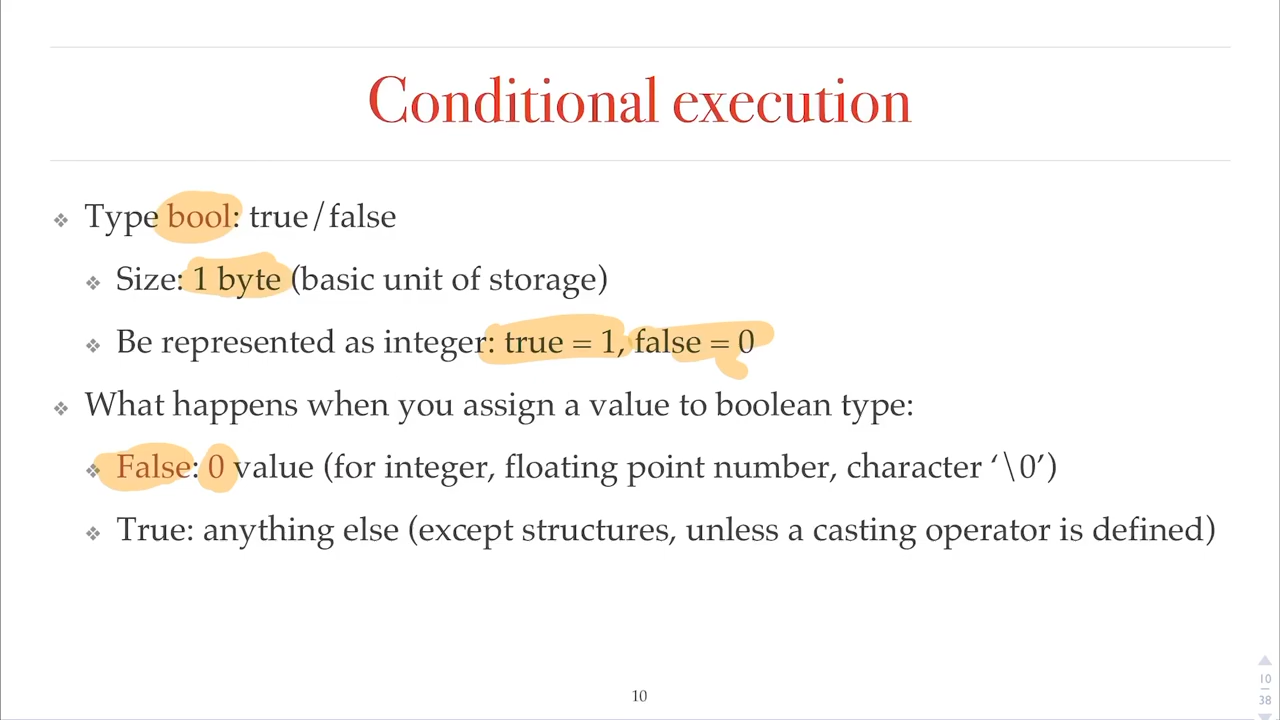 Conditional execution
❖ Type bool: true/false
❖ Size: 1 byte (basic unit of storage)
❖ Be represented as integer: true = 1, false = 0
❖ What happens when you assign a value to boolean type:
❖ False: 0 value (for integer, floating point number, character ‘\0’)
❖ True: anything else (except structures, unless a casting operator is defined)
10
10
38